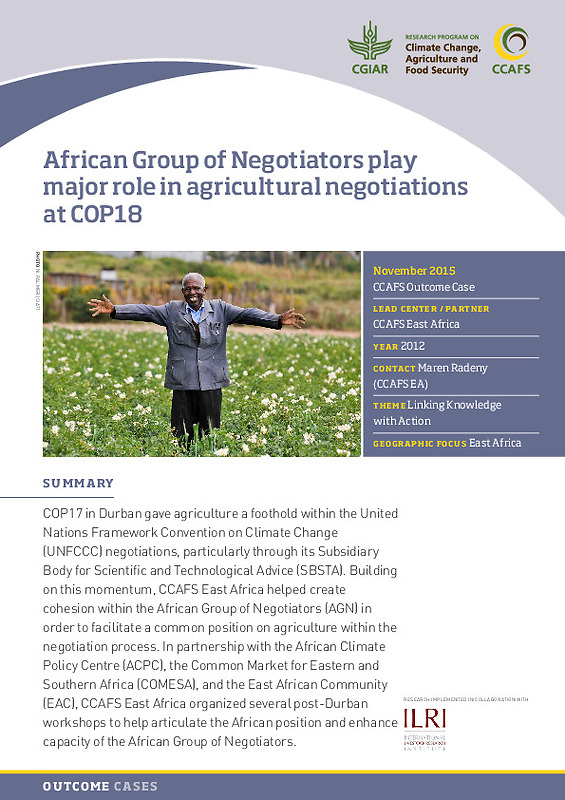 RESEARCH PROGRAM ON
Climate Change,
Agriculture and
Food Security
CGIAR
CCAFS
African Group of Negotiators play
major role in agricultural negotiations
at COP18
November 2015
CCAFS Outcome Case
LEAD CENTER / PARTNER
CCAFS East Africa
YEAR 2012
CONTACT Maren Radeny
(CCAFS EA)
THEME Linking Knowledge
with Action
GEOGRAPHIC FOCUS East Africa
SUMMARY
COP17 in Durban gave agriculture a foothold within the United
Nations Framework Convention on Climate Change
(UNFCCC) negotiations, particularly through its Subsidiary
Body for Scientific and Technological Advice (SBSTA). Building
on this momentum, CCAFS East Africa helped create
cohesion within the African Group of Negotiators (AGN) in
order to facilitate a common position on agriculture within the
negotiation process. In partnership with the African Climate
Policy Centre (ACPC), the Common Market for Eastern and
Southern Africa (COMESA), and the East African Community
(EAC), CCAFS East Africa organized several post-Durban
workshops to help articulate the African position and enhance
capacity of the African Group of Negotiators.
RESEARCH IMPLEMENTED IN COLLABORATION WITH
ILRI
INTERNATIONAL
LIVESTOCK RESEARCH
INSTITUTE
OUTCOME CASES